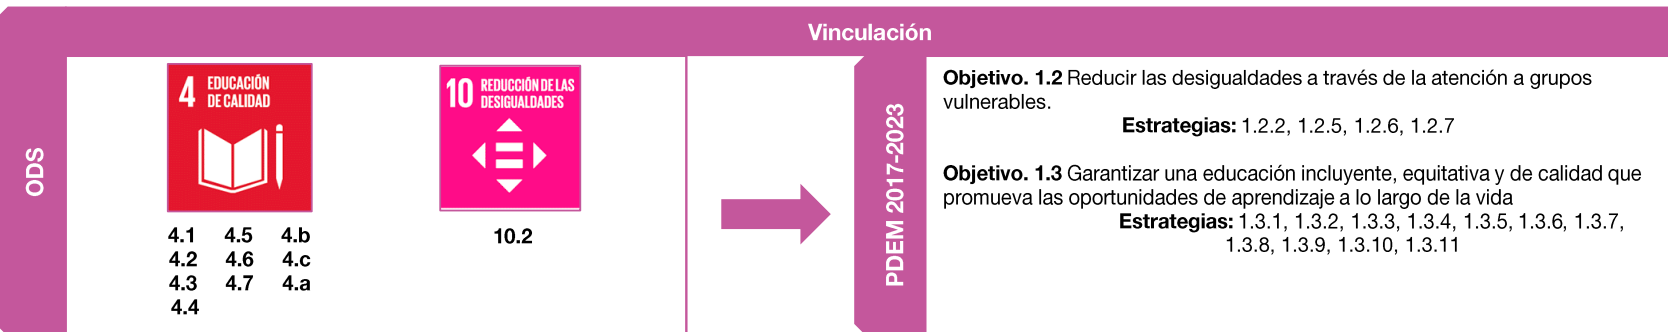 Vinculación
ODS
4 EDUCACIÓN
DE CALIDAD
4.1 4.5 4.b
4.2 4.6 4.c
4.3 4.7 4.a
4.4
10 REDUCCIÓN DE LAS
DESIGUALDADES
10.2
PDEM 2017-2023
Objetivo. 1.2 Reducir las desigualdades a través de la atención a grupos
vulnerables.
Estrategias: 1.2.2, 1.2.5, 1.2.6, 1.2.7
Objetivo. 1.3 Garantizar una educación incluyente, equitativa y de calidad que
promueva las oportunidades de aprendizaje a lo largo de la vida
Estrategias: 1.3.1, 1.3.2, 1.3.3, 1.3.4, 1.3.5, 1.3.6, 1.3.7,
1.3.8, 1.3.9, 1.3.10, 1.3.11